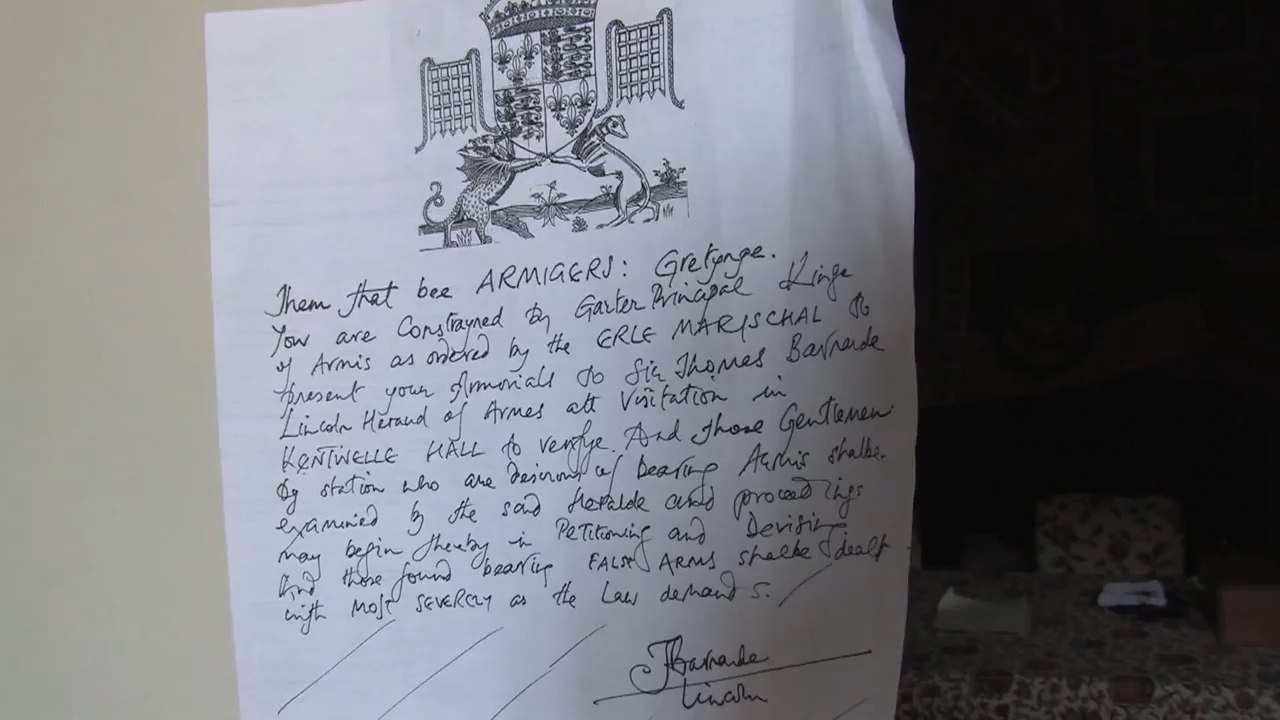 Them that bee ARMIGERS: Gretynge.
You are Constrayned by Garter Principal Kinge
of Armis as ordered by the ERLE MARISCHAL to
present your Armorials to Sir Thomas Barnarde
Lincoln Heraud of Armes att Visitation in
KENTWELLE HALL to verifye. And those Gentlemen
by station who are desirous of bearing Armis shalbe
examined by the said Heralde and proceedings
may begin thereby in Petitioning and Devising
And those found bearing FALSE ARMS shalbe dealt
with MOST SEVERELY as the Law demands.
TBarnarde
Lincoln